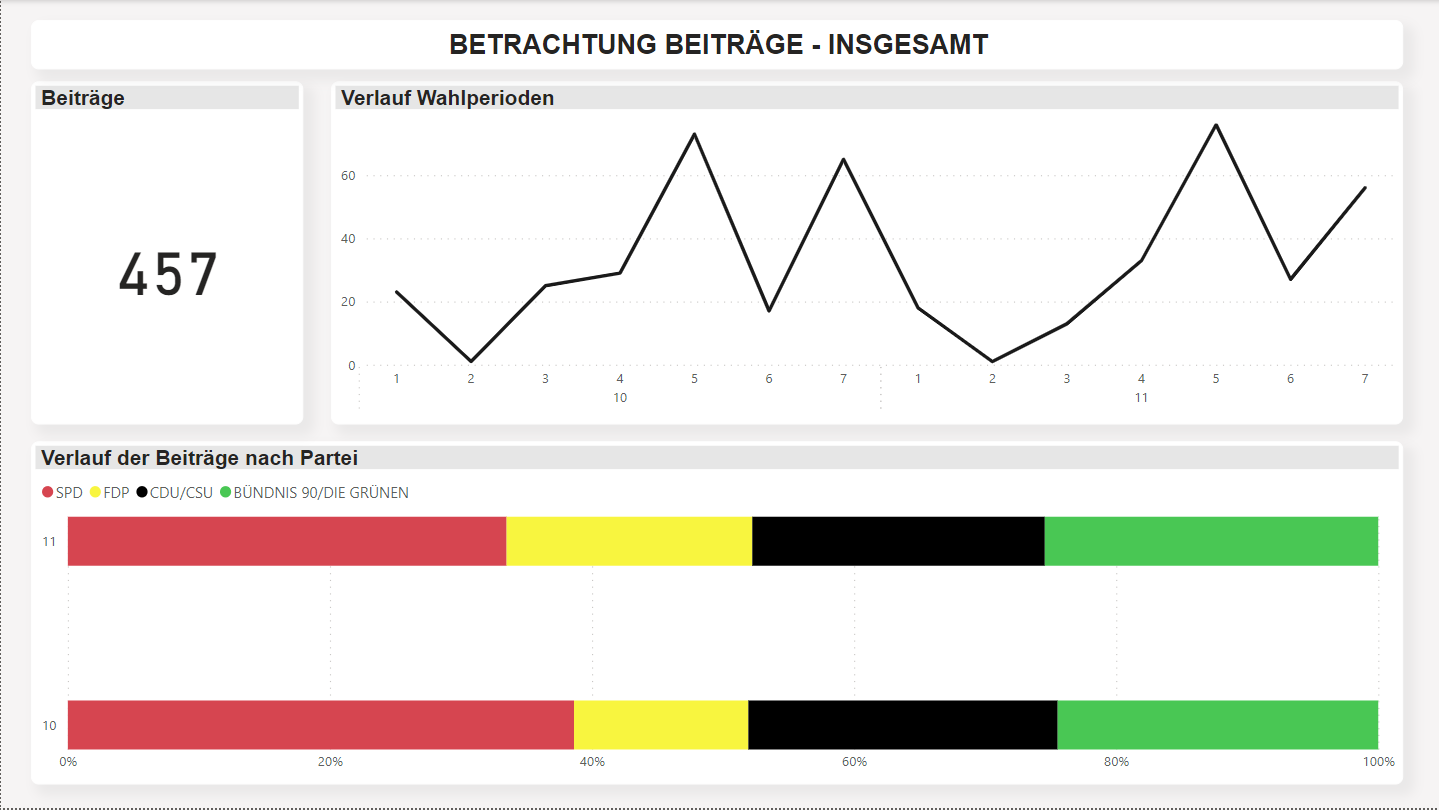 BETRACHTUNG BEITRÄGE - INSGESAMT
Beiträge
457
Verlauf Wahlperioden
60
40
20
0
1 2 3 4 5 6 7 1 2 3 4 5 6 7
10 11
Verlauf der Beiträge nach Partei
SPD FDP CDU/CSU BÜNDNIS 90/DIE GRÜNEN
11
10
0% 20% 40% 60% 80% 100%